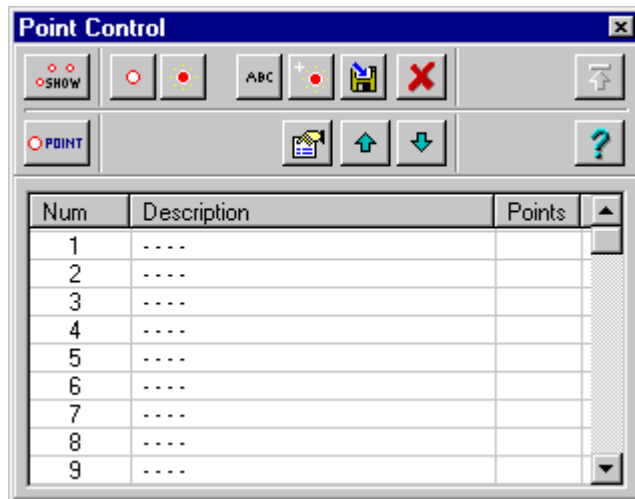 Point Control
SHOW ABC
POINT ?
Num Description Points
1 - - - -
2 - - - -
3 - - - -
4 - - - -
5 - - - -
6 - - - -
7 - - - -
8 - - - -
9 - - - -